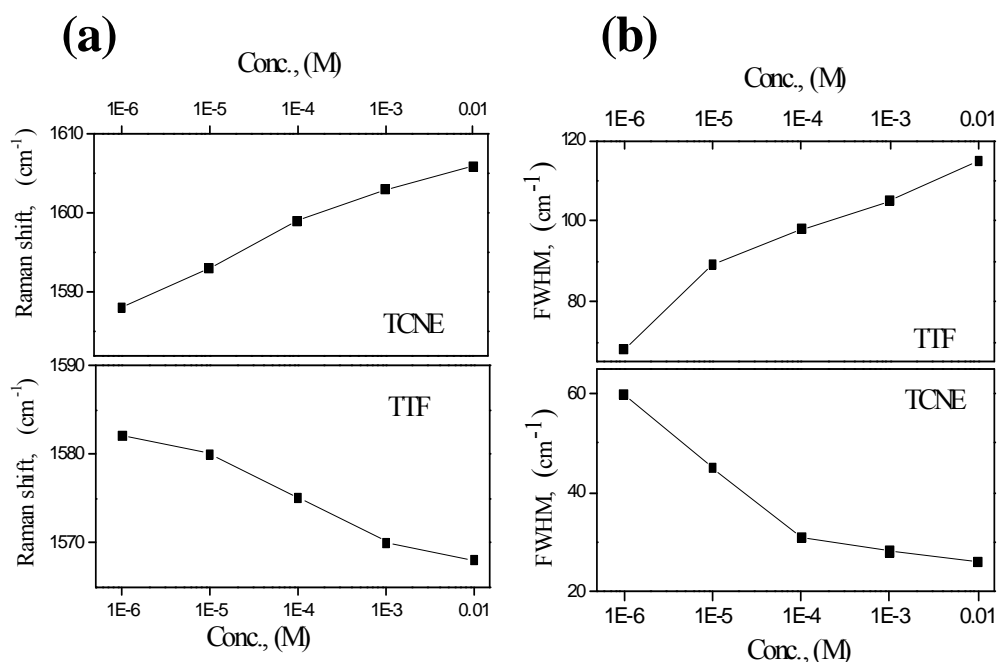 (a)
Conc., (M)
1E-6 1E-5 1E-4 1E-3 0.01
Raman shift, (cm-1)
1610
1600
1590
TCNE
Raman shift, (cm-1)
1590
1580
1570
TTF
1E-6 1E-5 1E-4 1E-3 0.01
Conc., (M)
(b)
Conc., (M)
1E-6 1E-5 1E-4 1E-3 0.01
FWHM, (cm-1)
120
100
80
TTF
FWHM, (cm-1)
60
40
20
TCNE
1E-6 1E-5 1E-4 1E-3 0.01
Conc., (M)